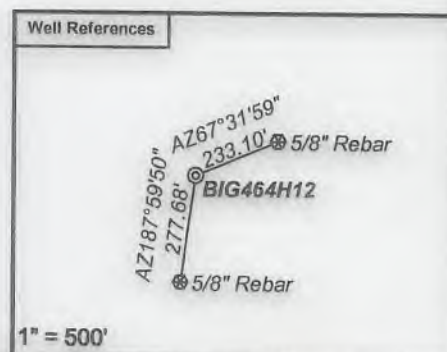 Well References
AZ67°31'59"
233.10'
5/8" Rebar
BIG464H12
AZ187°59'50"
277.68'
5/8" Rebar
1" = 500'